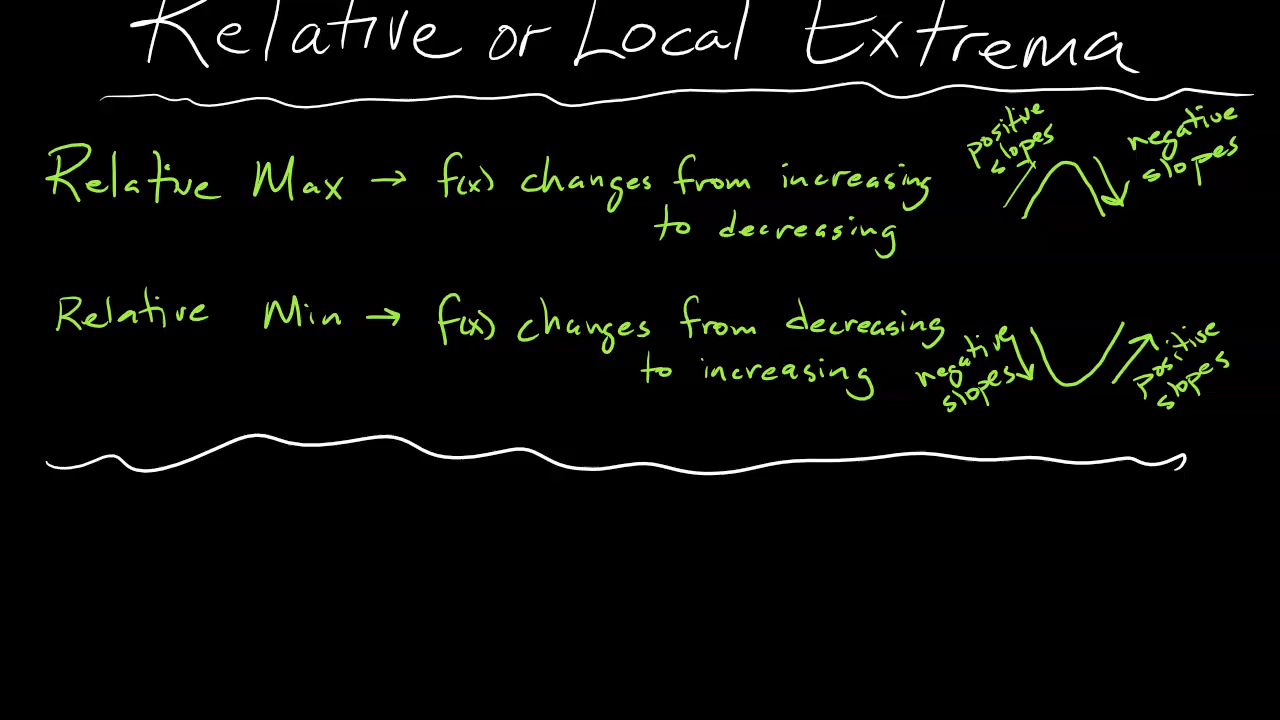 Relative or Local Extrema
Relative Max → f(x) changes from increasing
to decreasing
positive
slopes
negative
slopes
Relative Min → f(x) changes from decreasing
to increasing
negative
slopes
positive
slopes